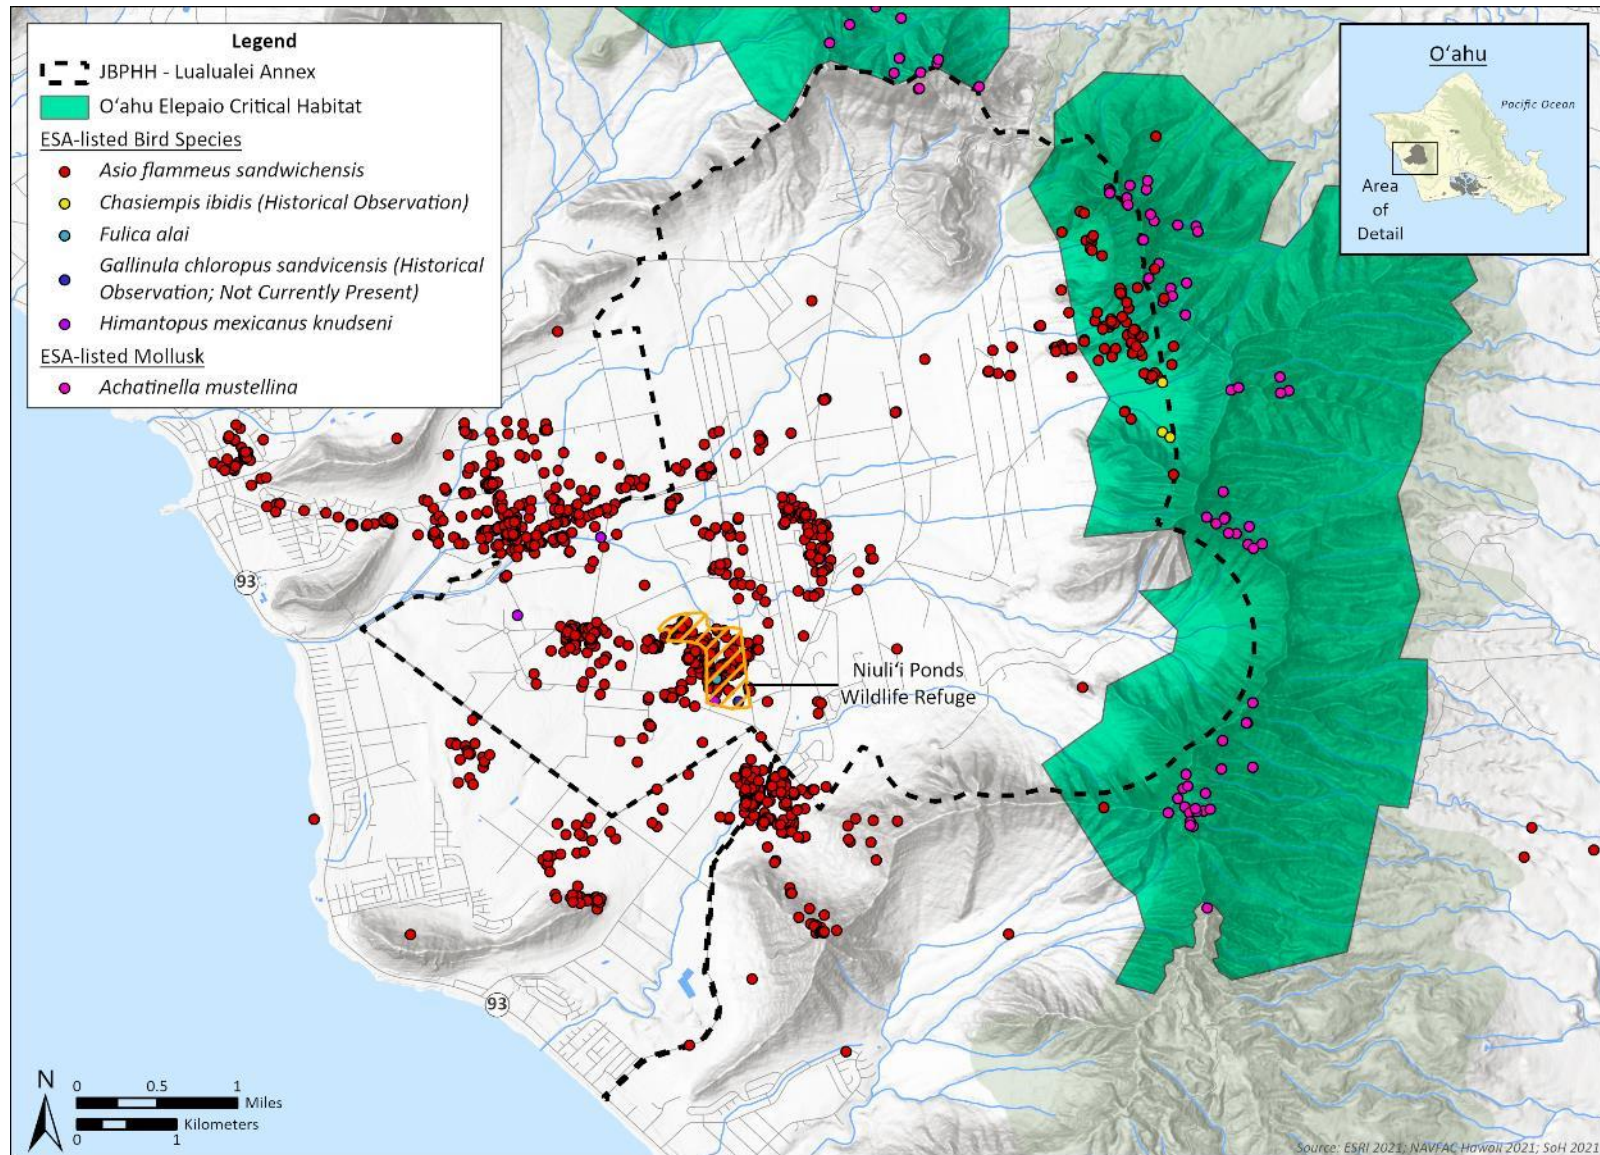 Legend
JBPHH - Lualualei Annex
Oʻahu Elepaio Critical Habitat
ESA-listed Bird Species
Asio flammeus sandwichensis
Chasiempis ibidis (Historical Observation)
Fulica alai
Gallinula chloropus sandvicensis (Historical
Observation; Not Currently Present)
Himantopus mexicanus knudseni
ESA-listed Mollusk
Achatinella mustellina
Oʻahu
Pacific Ocean
Area
of
Detail
93
Niuliʻi Ponds
Wildlife Refuge
93
N
0 0.5 1
Miles
Kilometers
0 1
Source: ESRI 2021; NAVFAC Hawaii 2021; SoH 2021